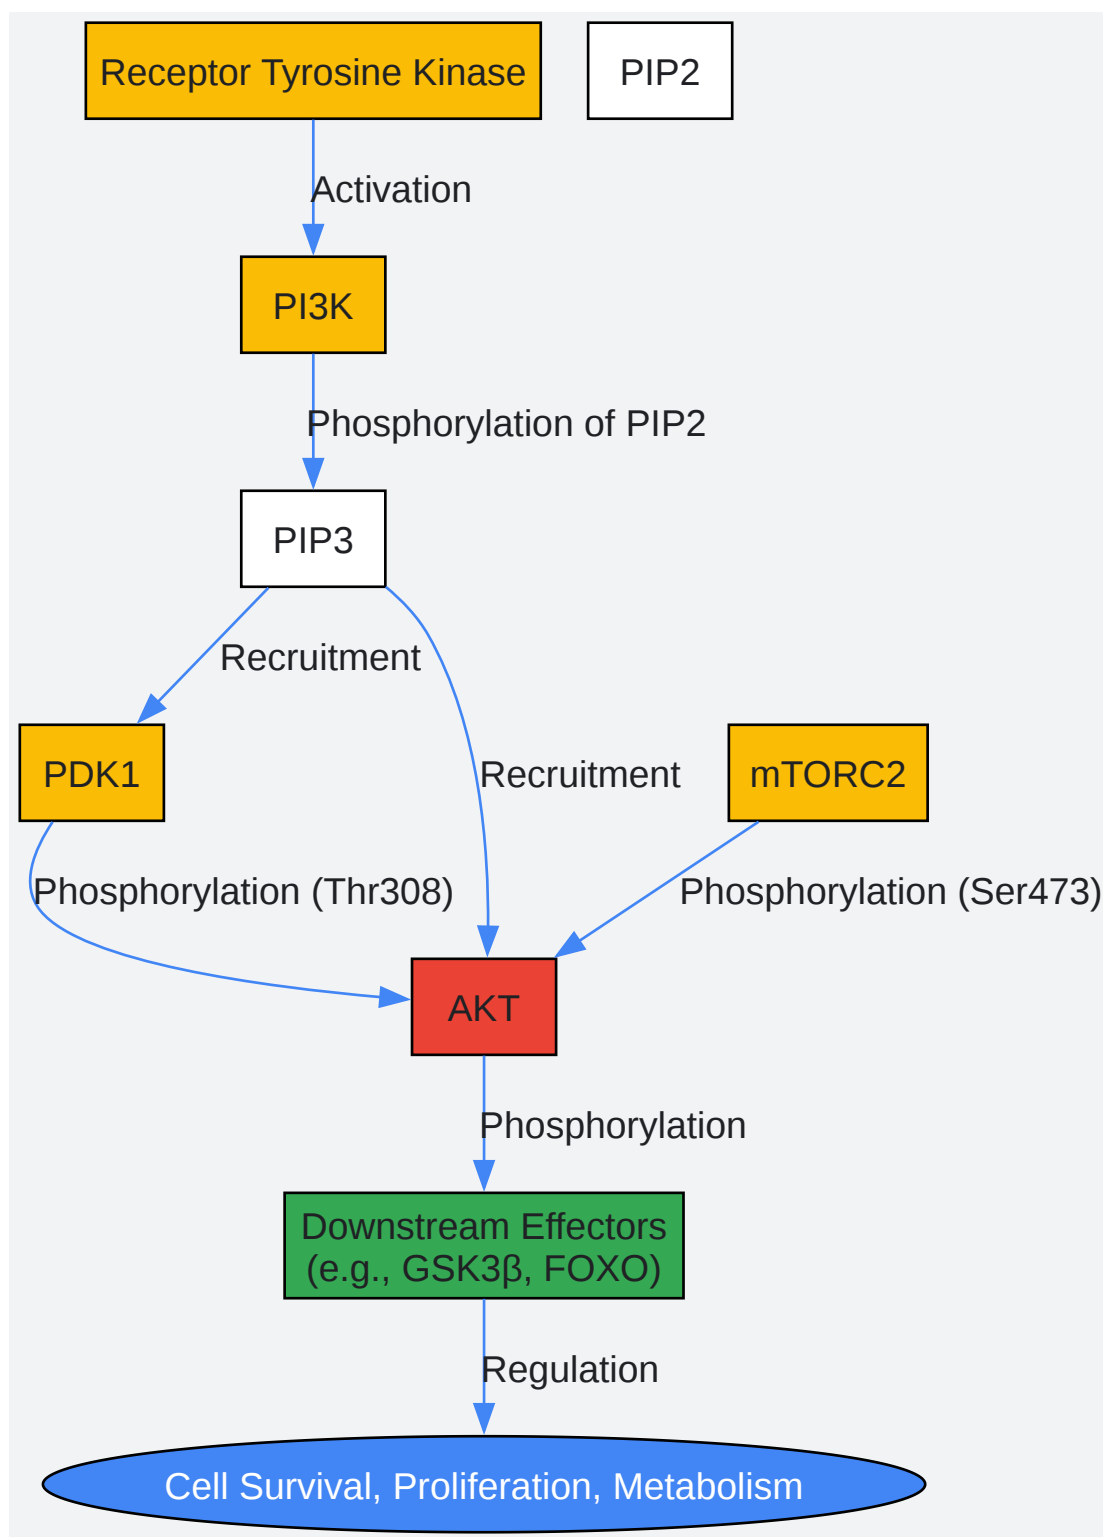 Receptor Tyrosine Kinase
PIP2
Activation
PI3K
Phosphorylation of PIP2
PIP3
Recruitment
PDK1
Recruitment
mTORC2
Phosphorylation (Thr308)
Phosphorylation (Ser473)
AKT
Phosphorylation
Downstream Effectors
(e.g., GSK3β, FOXO)
Regulation
Cell Survival, Proliferation, Metabolism